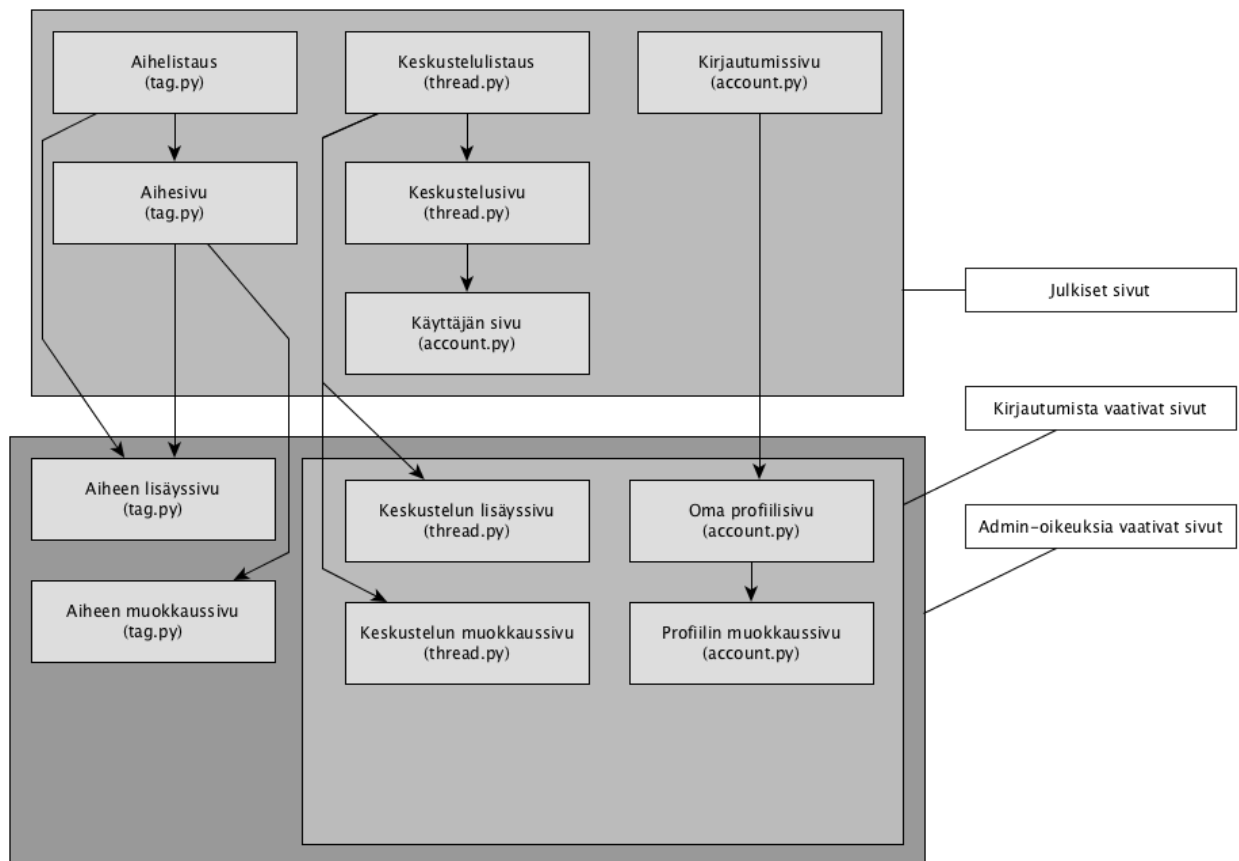 Aihelistaus
(tag.py)
Keskustelulistaus
(thread.py)
Kirjautumissivu
(account.py)
Aihesivu
(tag.py)
Keskustelusivu
(thread.py)
Käyttäjän sivu
(account.py)
Julkiset sivut
Kirjautumista vaativat sivut
Admin-oikeuksia vaativat sivut
Aiheen lisäyssivu
(tag.py)
Keskustelun lisäyssivu
(thread.py)
Oma profiilisivu
(account.py)
Aiheen muokkaussivu
(tag.py)
Keskustelun muokkaussivu
(thread.py)
Profiilin muokkaussivu
(account.py)